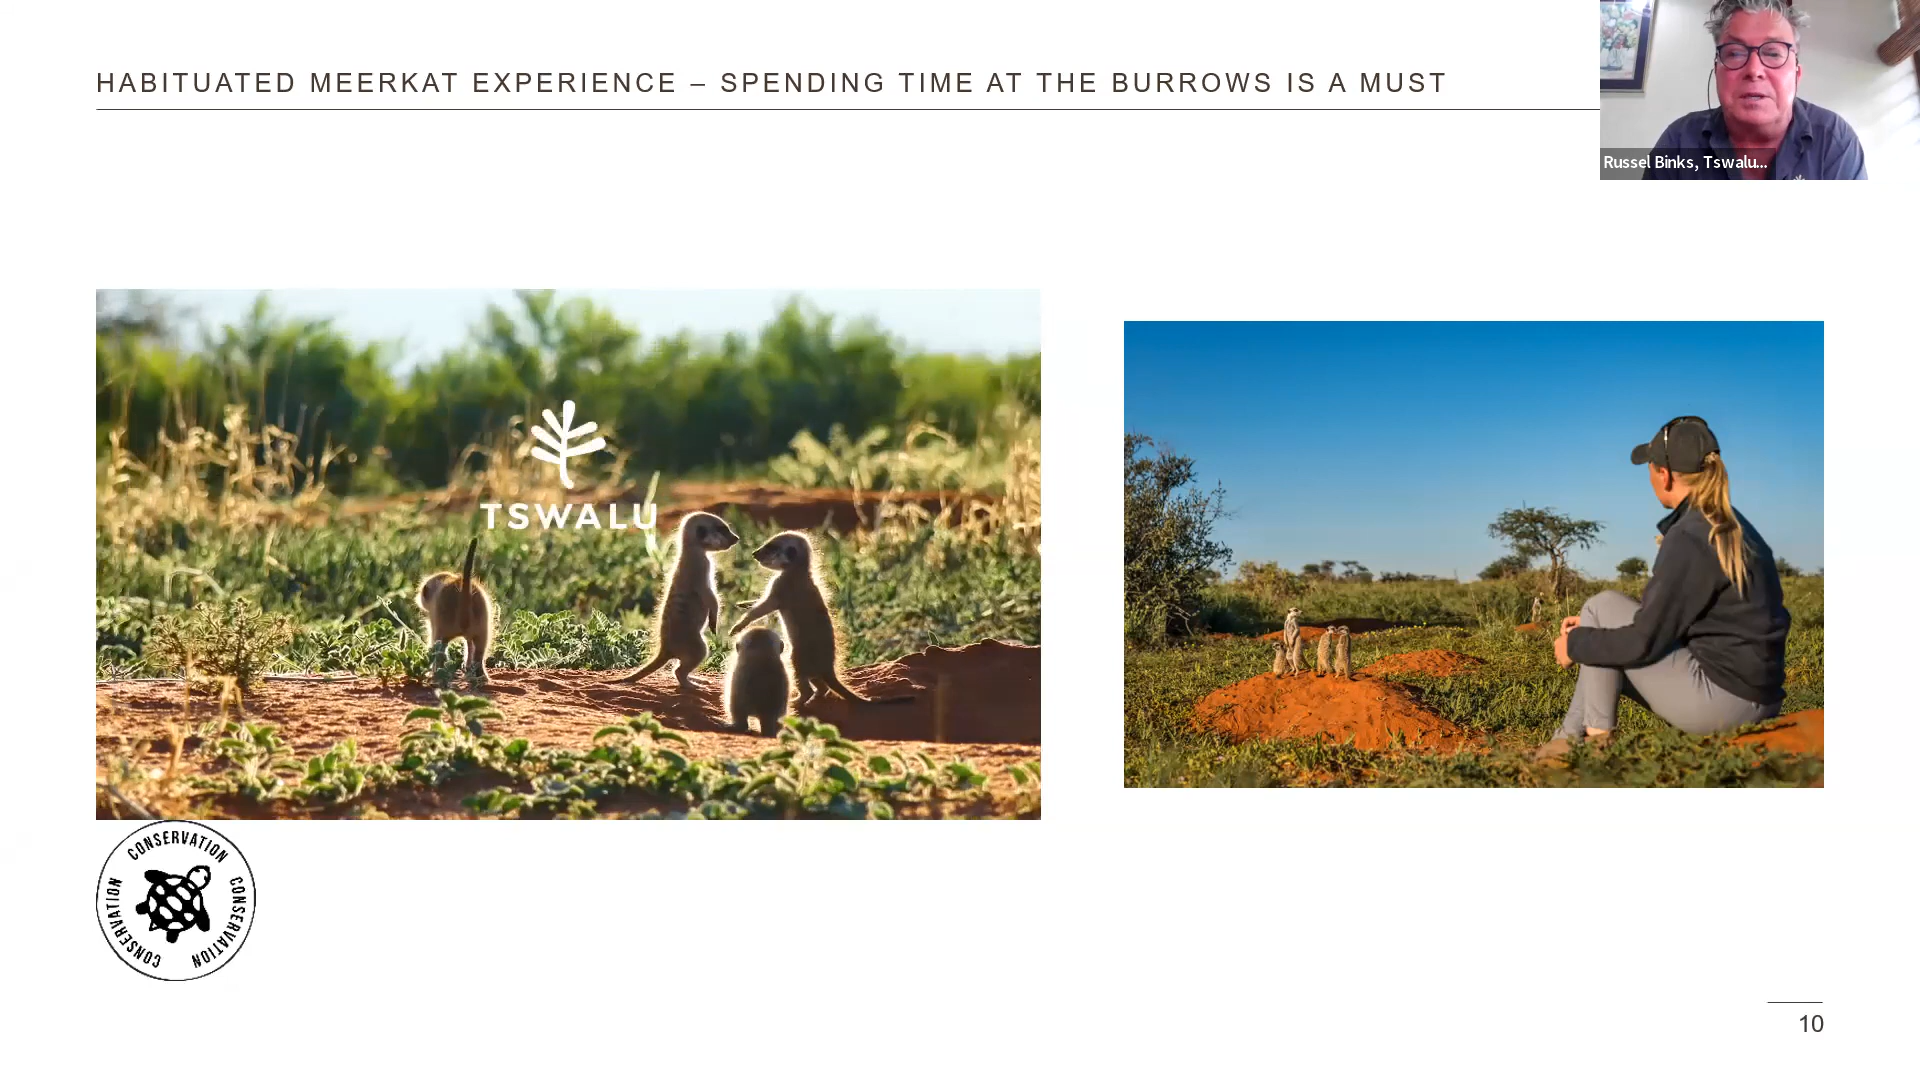 HABITUATED MEERKAT EXPERIENCE – SPENDING TIME AT THE BURROWS IS A MUST
Russel Binks, Tswalu...
TSWALU
CONSERVATION
CONSERVATION
CONSERVATION
10